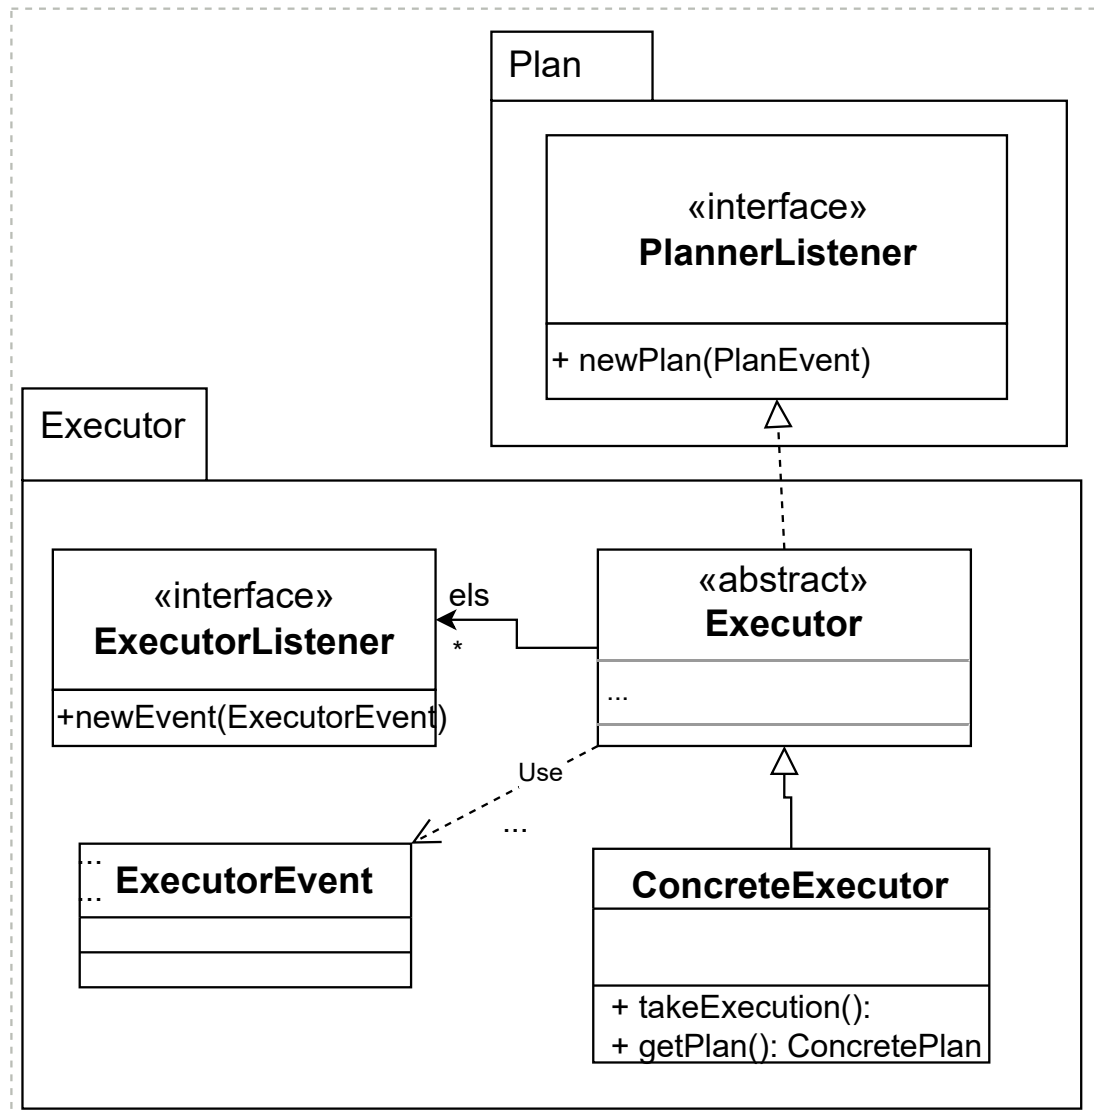 Plan
«interface»
PlannerListener
+ newPlan(PlanEvent)
Executor
«interface»
ExecutorListener
+newEvent(ExecutorEvent)
els
*
«abstract»
Executor
...
Use
...
...
...
ExecutorEvent
ConcreteExecutor
+ takeExecution():
+ getPlan(): ConcretePlan